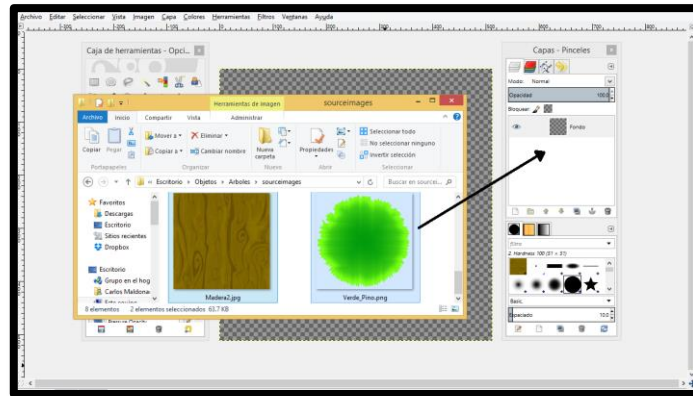 Archivo Editar Seleccionar Vista Imagen Capa Colores Herramientas Filtros Ventanas Ayuda
Caja de herramientas - Opci...
Capas - Pinceles
Modo: Normal
Opacidad 100,0
Bloquear:
Fondo
Herramientas de imagen
sourceimages
Archivo Inicio Compartir Vista Administrar
Copiar Pegar
Mover a
Copiar a
Eliminar
Cambiar nombre
Nueva carpeta
Propiedades
Seleccionar todo
No seleccionar ninguno
Invertir selección
Portapapeles Organizar Nuevo Abrir Seleccionar
Escritorio Objetos Arboles sourceimages
Buscar en sourcei...
Favoritos
Descargas
Escritorio
Sitios recientes
Dropbox
Escritorio
Grupo en el hog
Carlos Maldona
Este equipo
Madera2.jpg
Verde_Pino.png
8 elementos 2 elementos seleccionados 63.7 KB
2. Hardness 100 (51 × 51)
Basic,
Espaciado 10,0